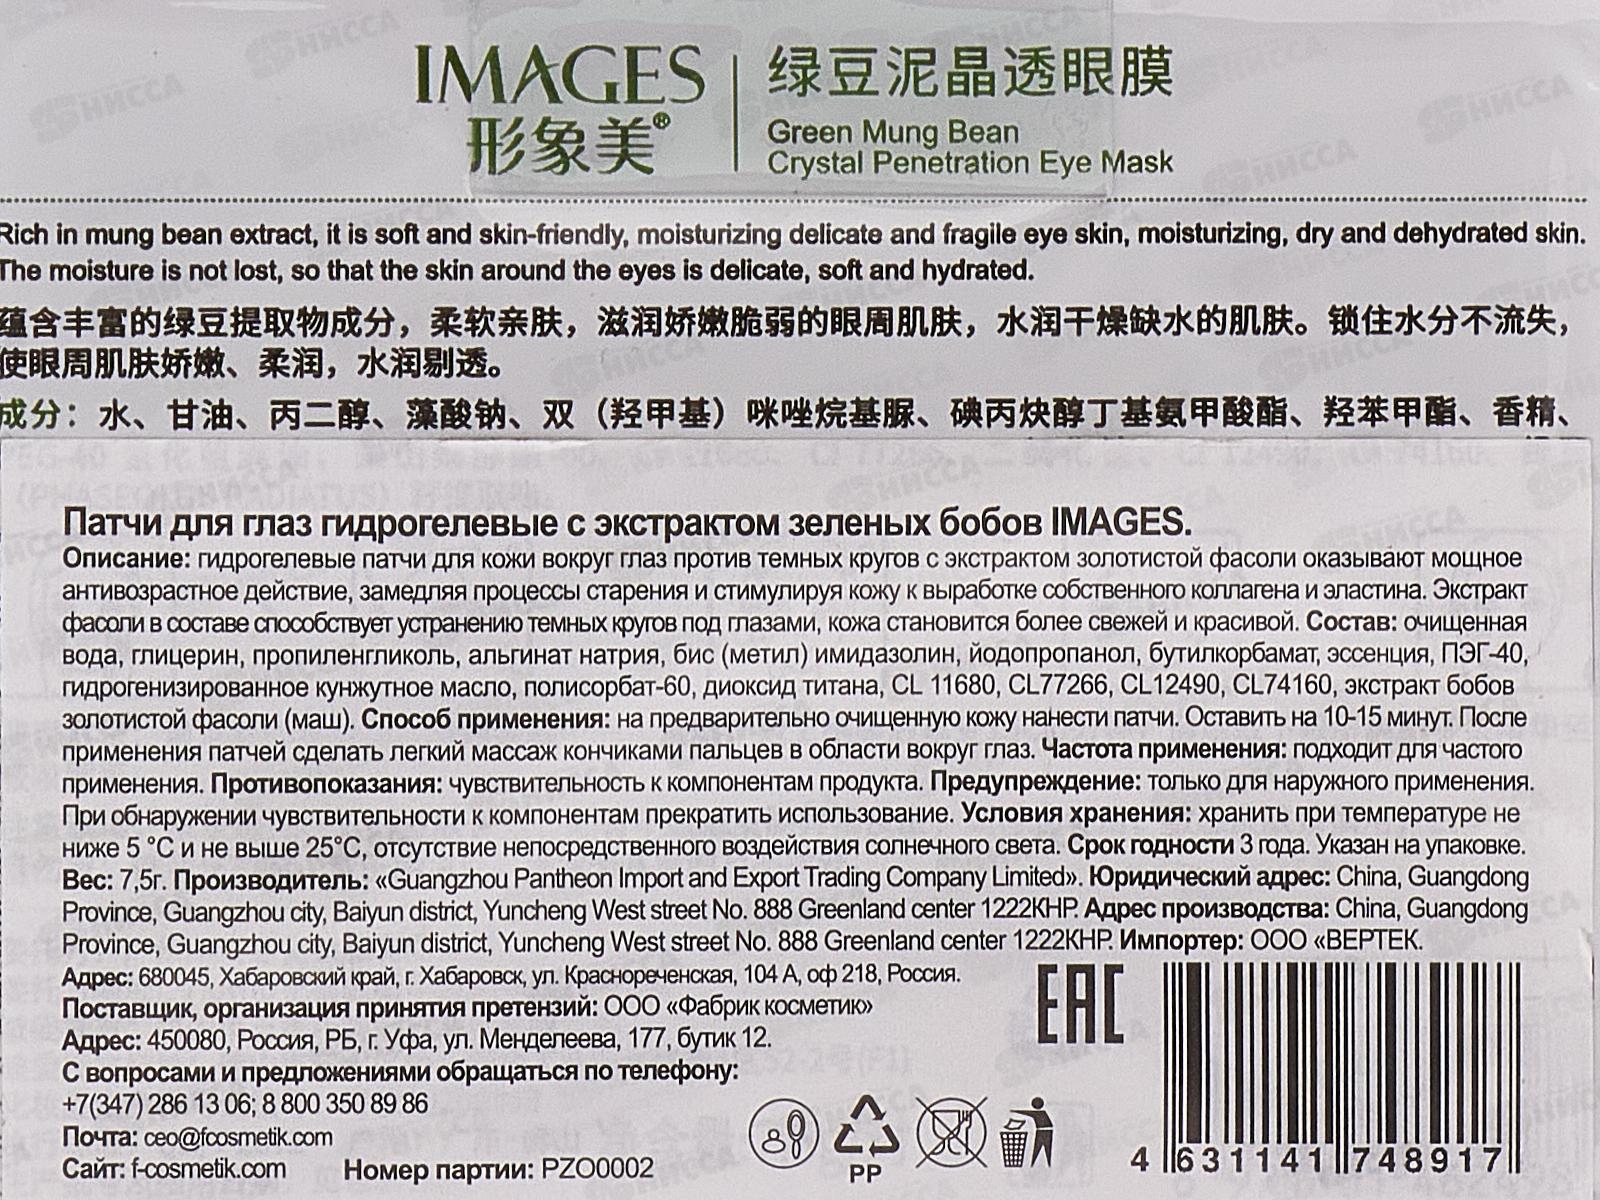 IMAGES
形象美®
绿豆泥晶透眼膜
Green Mung Bean
Crystal Penetration Eye Mask
Rich in mung bean extract, it is soft and skin-friendly, moisturizing delicate and fragile eye skin, moisturizing, dry and dehydrated skin.
The moisture is not lost, so that the skin around the eyes is delicate, soft and hydrated.
蕴含丰富的绿豆提取物成分，柔软亲肤，滋润娇嫩脆弱的眼周肌肤，水润干燥缺水的肌肤。锁住水分不流失，
使眼周肌肤娇嫩、柔润，水润剔透。
成分：水、甘油、丙二醇、藻酸钠、双（羟甲基）咪唑烷基脲、碘丙炔醇丁基氨甲酸酯、羟苯甲酯、香精、
Патчи для глаз гидрогелевые с экстрактом зеленых бобов IMAGES.
Описание: гидрогелевые патчи для кожи вокруг глаз против темных кругов с экстрактом золотистой фасоли оказывают мощное
антивозрастное действие, замедляя процессы старения и стимулируя кожу к выработке собственного коллагена и эластина. Экстракт
фасоли в составе способствует устранению темных кругов под глазами, кожа становится более свежей и красивой. Состав: очищенная
вода, глицерин, пропиленгликоль, альгинат натрия, бис (метил) имидазолин, йодопропанол, бутилкорбамат, эссенция, ПЭГ-40,
гидрогенизированное кунжутное масло, полисорбат-60, диоксид титана, CL 11680, CL77266, CL12490, CL74160, экстракт бобов
золотистой фасоли (маш). Способ применения: на предварительно очищенную кожу нанести патчи. Оставить на 10-15 минут. После
применения патчей сделать легкий массаж кончиками пальцев в области вокруг глаз. Частота применения: подходит для частого
применения. Противопоказания: чувствительность к компонентам продукта. Предупреждение: только для наружного применения.
При обнаружении чувствительности к компонентам прекратить использование. Условия хранения: хранить при температуре не
ниже 5 °С и не выше 25°С, отсутствие непосредственного воздействия солнечного света. Срок годности 3 года. Указан на упаковке.
Вес: 7,5г. Производитель: «Guangzhou Pantheon Import and Export Trading Company Limited». Юридический адрес: China, Guangdong
Province, Guangzhou city, Baiyun district, Yuncheng West street No. 888 Greenland center 1222КНР. Адрес производства: China, Guangdong
Province, Guangzhou city, Baiyun district, Yuncheng West street No. 888 Greenland center 1222КНР. Импортер: ООО «ВЕРТЕК.
Адрес: 680045, Хабаровский край, г. Хабаровск, ул. Краснореченская, 104 А, оф 218, Россия.
Поставщик, организация принятия претензий: ООО «Фабрик косметик»
Адрес: 450080, Россия, РБ, г. Уфа, ул. Менделеева, 177, бутик 12.
С вопросами и предложениями обращаться по телефону:
+7(347) 286 13 06; 8 800 350 89 86
Почта: ceo@fcosmetik.com
Сайт: f-cosmetik.com Номер партии: PZO0002
EAC
PP
4 631141 748917
НИССА